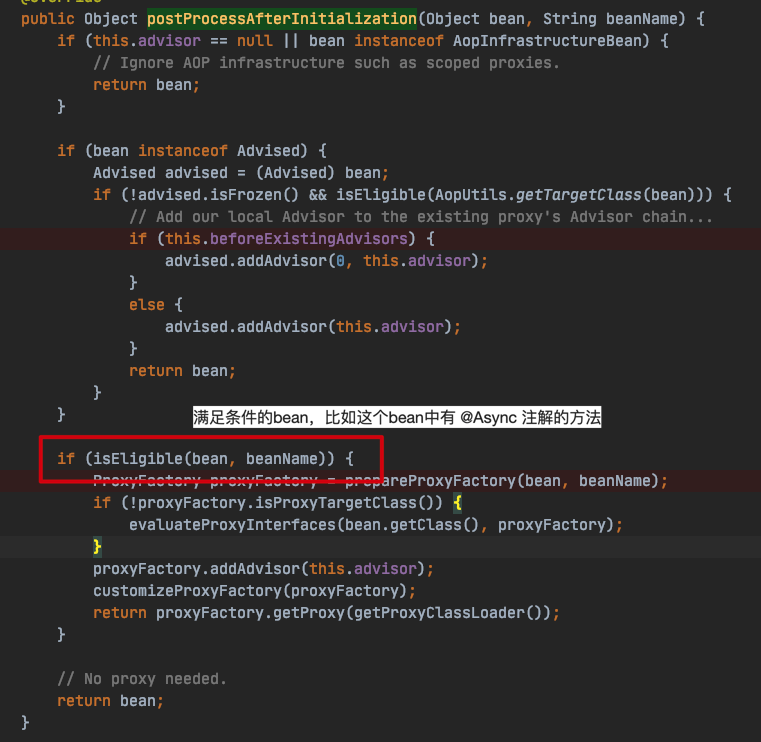 @Override
public Object postProcessAfterInitialization(Object bean, String beanName) {
if (this.advisor == null || bean instanceof AopInfrastructureBean) {
// Ignore AOP infrastructure such as scoped proxies.
return bean;
}
if (bean instanceof Advised) {
Advised advised = (Advised) bean;
if (!advised.isFrozen() && isEligible(AopUtils.getTargetClass(bean))) {
// Add our local Advisor to the existing proxy's Advisor chain...
if (this.beforeExistingAdvisors) {
advised.addAdvisor(0, this.advisor);
}
else {
advised.addAdvisor(this.advisor);
}
return bean;
}
}
满足条件的bean，比如这个bean中有 @Async 注解的方法
if (isEligible(bean, beanName)) {
ProxyFactory proxyFactory = prepareProxyFactory(bean, beanName);
if (!proxyFactory.isProxyTargetClass()) {
evaluateProxyInterfaces(bean.getClass(), proxyFactory);
}
proxyFactory.addAdvisor(this.advisor);
customizeProxyFactory(proxyFactory);
return proxyFactory.getProxy(getProxyClassLoader());
}
// No proxy needed.
return bean;
}